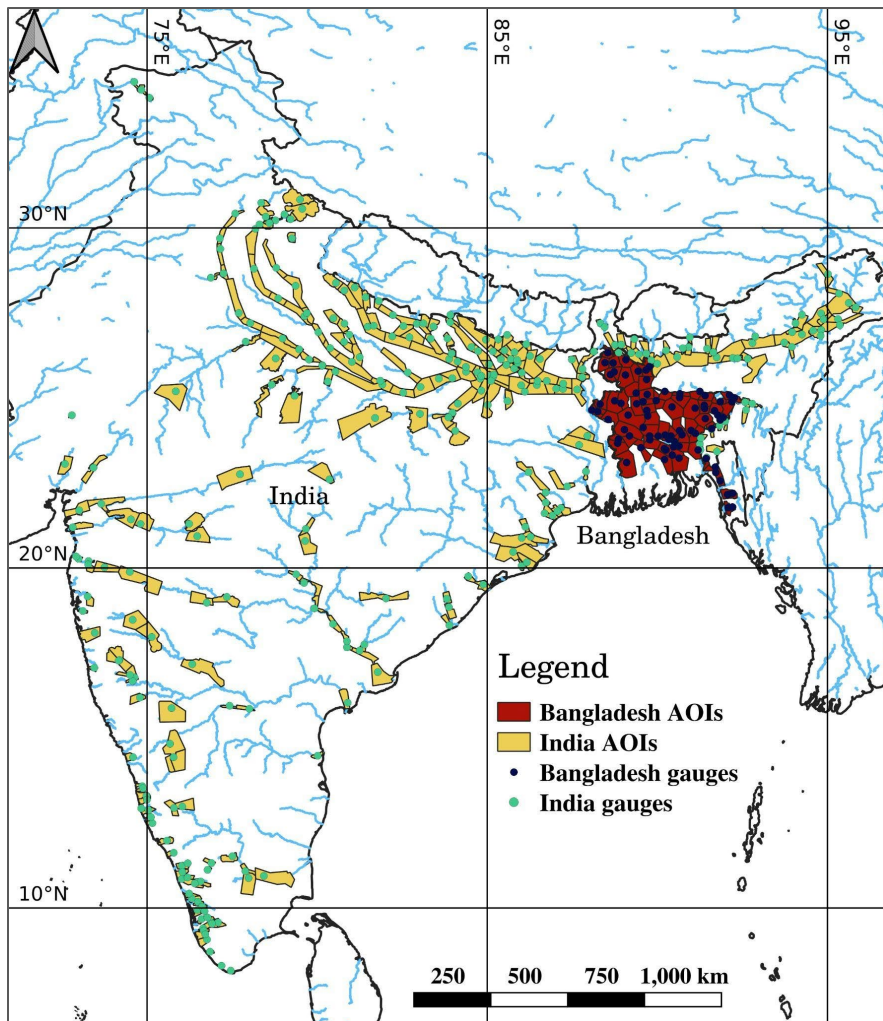 75°E
85°E
95°E
30°N
India
Bangladesh
20°N
Legend
Bangladesh AOIs
India AOIs
Bangladesh gauges
India gauges
10°N
250 500 750 1,000 km